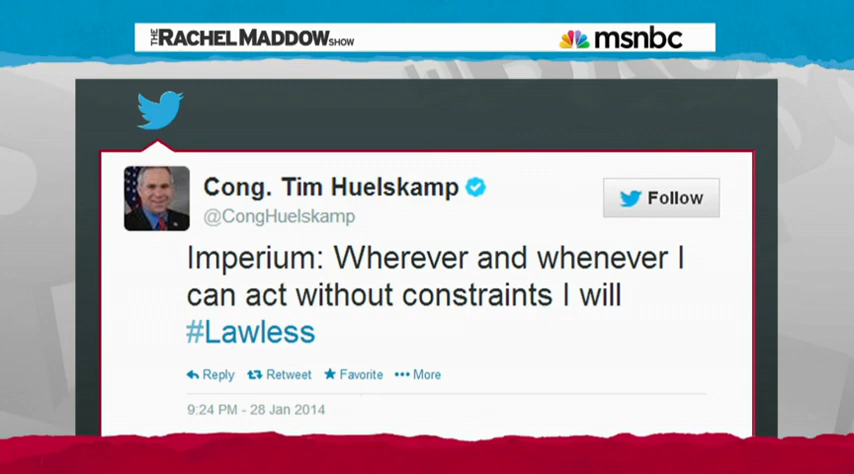 THE RACHEL MADDOW SHOW msnbc
Cong. Tim Huelskamp
@CongHuelskamp
Follow
Imperium: Wherever and whenever I
can act without constraints I will
#Lawless
Reply Retweet Favorite More
9:24 PM - 28 Jan 2014